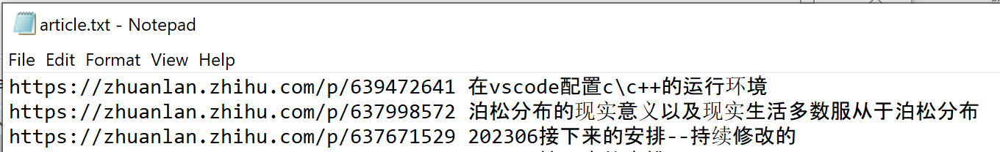 article.txt - Notepad
File Edit Format View Help
https://zhuanlan.zhihu.com/p/639472641 在vscode配置c\c++的运行环境
https://zhuanlan.zhihu.com/p/637998572 泊松分布的现实意义以及现实生活多数服从于泊松分布
https://zhuanlan.zhihu.com/p/637671529 202306接下来的安排--持续修改的